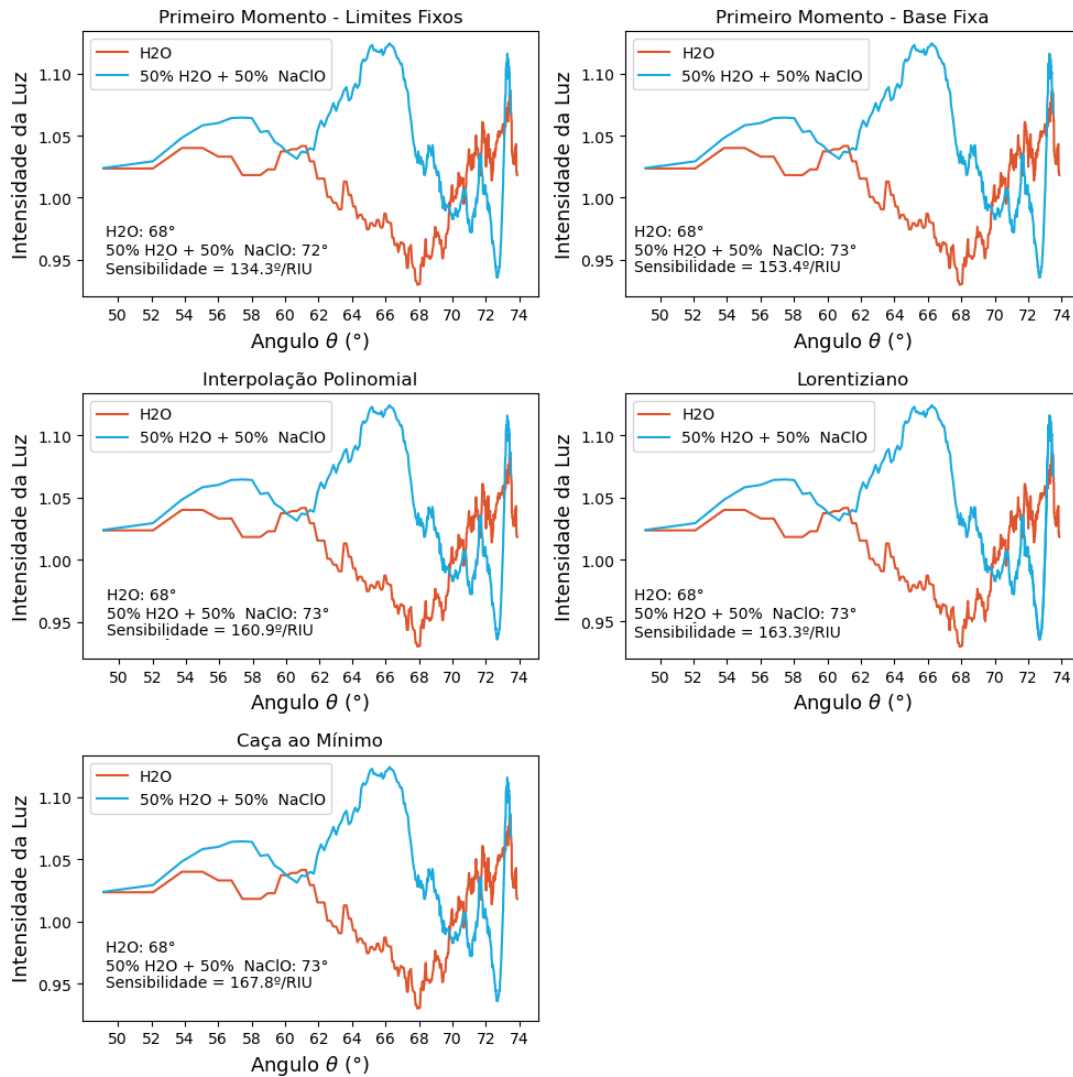 Primeiro Momento - Limites Fixos
Intensidade da Luz
H2O
50% H2O + 50%  NaClO
1.10
1.05
1.00
0.95
H2O: 68°
50% H2O + 50%  NaClO: 72°
Sensibilidade = 134.3º/RIU
50 52 54 56 58 60 62 64 66 68 70 72 74
Angulo θ (°)
Primeiro Momento - Base Fixa
Intensidade da Luz
H2O
50% H2O + 50%  NaClO
1.10
1.05
1.00
0.95
H2O: 68°
50% H2O + 50%  NaClO: 73°
Sensibilidade = 153.4º/RIU
50 52 54 56 58 60 62 64 66 68 70 72 74
Angulo θ (°)
Interpolação Polinomial
Intensidade da Luz
H2O
50% H2O + 50%  NaClO
1.10
1.05
1.00
0.95
H2O: 68°
50% H2O + 50%  NaClO: 73°
Sensibilidade = 160.9º/RIU
50 52 54 56 58 60 62 64 66 68 70 72 74
Angulo θ (°)
Lorentiziano
Intensidade da Luz
H2O
50% H2O + 50%  NaClO
1.10
1.05
1.00
0.95
H2O: 68°
50% H2O + 50%  NaClO: 73°
Sensibilidade = 163.3º/RIU
50 52 54 56 58 60 62 64 66 68 70 72 74
Angulo θ (°)
Caça ao Mínimo
Intensidade da Luz
H2O
50% H2O + 50%  NaClO
1.10
1.05
1.00
0.95
H2O: 68°
50% H2O + 50%  NaClO: 73°
Sensibilidade = 167.8º/RIU
50 52 54 56 58 60 62 64 66 68 70 72 74
Angulo θ (°)